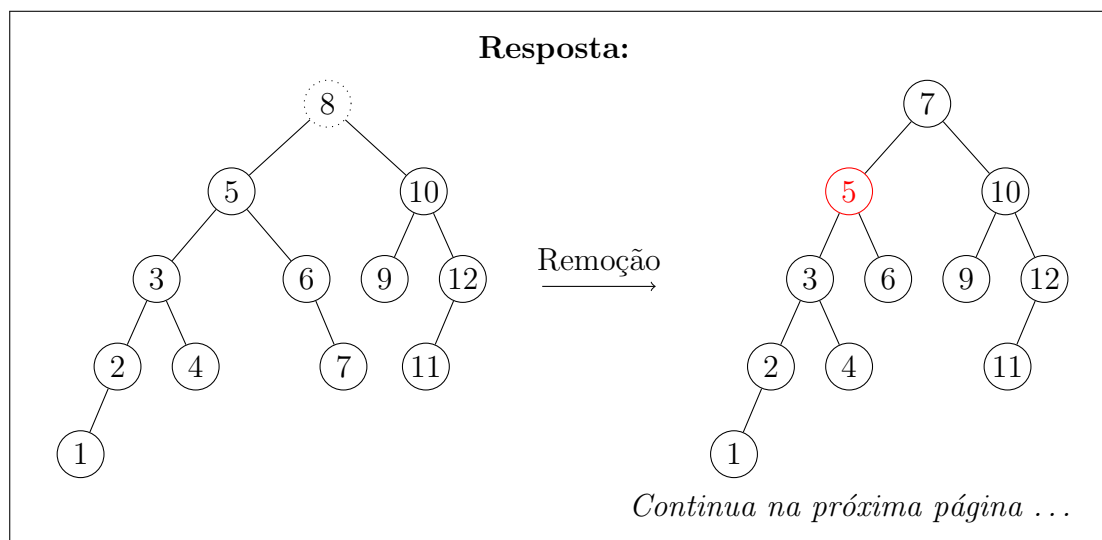 Resposta:
8 7
5 10 5 10
Remoção
3 6 9 12 3 6 9 12
2 4 7 11 2 4 11
1 1
Continua na próxima página . . .